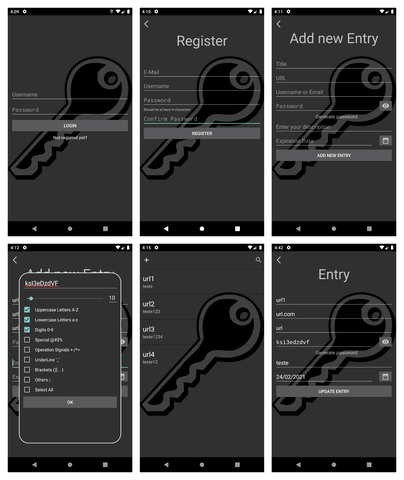 4:09
Username
Password
LOGIN
Not registed yet?
4:10
Register
E-Mail
Username
Password
Should be at least 8 characters
Confirm Password
REGISTER
4:11
Add new Entry
Title
URL
Username or Email
Password
Generate password
Enter your description
Expiration Date
ADD NEW ENTRY
4:12
Add new Entry
ksI3eDzdVF
10
Uppercase Letters A-Z
Lowercase Letters a-z
Digits 0-9
Special @#$%
Operation Signals +-/*=
UnderLine '_'
Brackets {[( .. )
Others ;
Select All
OK
4:15
+
url1
teste
url2
teste123
url3
teste1234
url4
teste12
4:42
Entry
url1
url.com
url
ksi3edzdvf
Generate password
teste
24/02/2021
UPDATE ENTRY